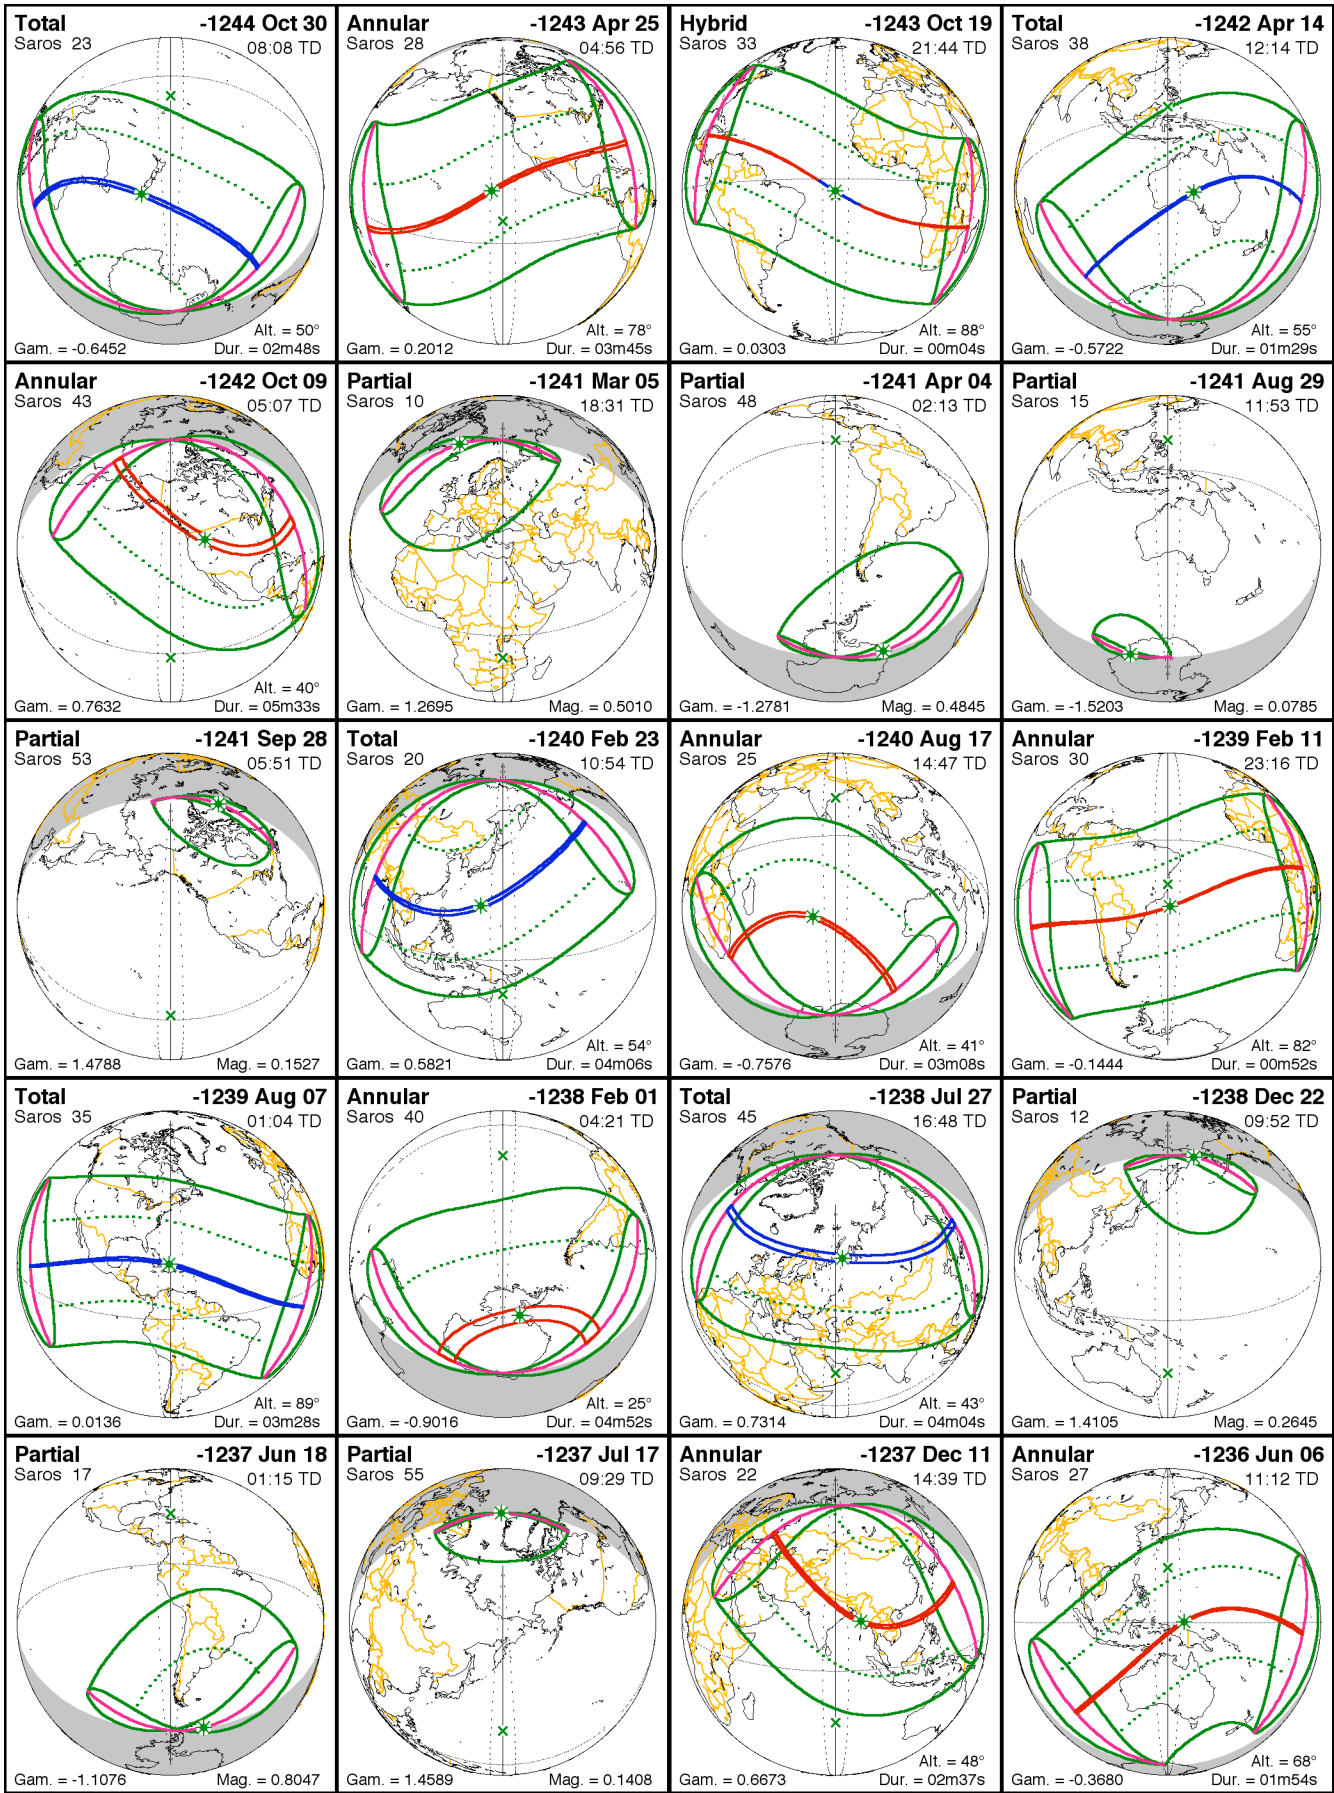 Total -1244 Oct 30
Saros 23 08:08 TD
Alt. = 50°
Gam. = -0.6452 Dur. = 02m48s
Annular -1243 Apr 25
Saros 28 04:56 TD
Alt. = 78°
Gam. = 0.2012 Dur. = 03m45s
Hybrid -1243 Oct 19
Saros 33 21:44 TD
Alt. = 88°
Gam. = 0.0303 Dur. = 00m04s
Total -1242 Apr 14
Saros 38 12:14 TD
Alt. = 55°
Gam. = -0.5722 Dur. = 01m29s
Annular -1242 Oct 09
Saros 43 05:07 TD
Alt. = 40°
Gam. = 0.7632 Dur. = 05m33s
Partial -1241 Mar 05
Saros 10 18:31 TD
Gam. = 1.2695 Mag. = 0.5010
Partial -1241 Apr 04
Saros 48 02:13 TD
Gam. = -1.2781 Mag. = 0.4845
Partial -1241 Aug 29
Saros 15 11:53 TD
Gam. = -1.5203 Mag. = 0.0785
Partial -1241 Sep 28
Saros 53 05:51 TD
Gam. = 1.4788 Mag. = 0.1527
Total -1240 Feb 23
Saros 20 10:54 TD
Alt. = 54°
Gam. = 0.5821 Dur. = 04m06s
Annular -1240 Aug 17
Saros 25 14:47 TD
Alt. = 41°
Gam. = -0.7576 Dur. = 03m08s
Annular -1239 Feb 11
Saros 30 23:16 TD
Alt. = 82°
Gam. = -0.1444 Dur. = 00m52s
Total -1239 Aug 07
Saros 35 01:04 TD
Alt. = 89°
Gam. = 0.0136 Dur. = 03m28s
Annular -1238 Feb 01
Saros 40 04:21 TD
Alt. = 25°
Gam. = -0.9016 Dur. = 04m52s
Total -1238 Jul 27
Saros 45 16:48 TD
Alt. = 43°
Gam. = 0.7314 Dur. = 04m04s
Partial -1238 Dec 22
Saros 12 09:52 TD
Gam. = 1.4105 Mag. = 0.2645
Partial -1237 Jun 18
Saros 17 01:15 TD
Gam. = -1.1076 Mag. = 0.8047
Partial -1237 Jul 17
Saros 55 09:29 TD
Gam. = 1.4589 Mag. = 0.1408
Annular -1237 Dec 11
Saros 22 14:39 TD
Alt. = 48°
Gam. = 0.6673 Dur. = 02m37s
Annular -1236 Jun 06
Saros 27 11:12 TD
Alt. = 68°
Gam. = -0.3680 Dur. = 01m54s